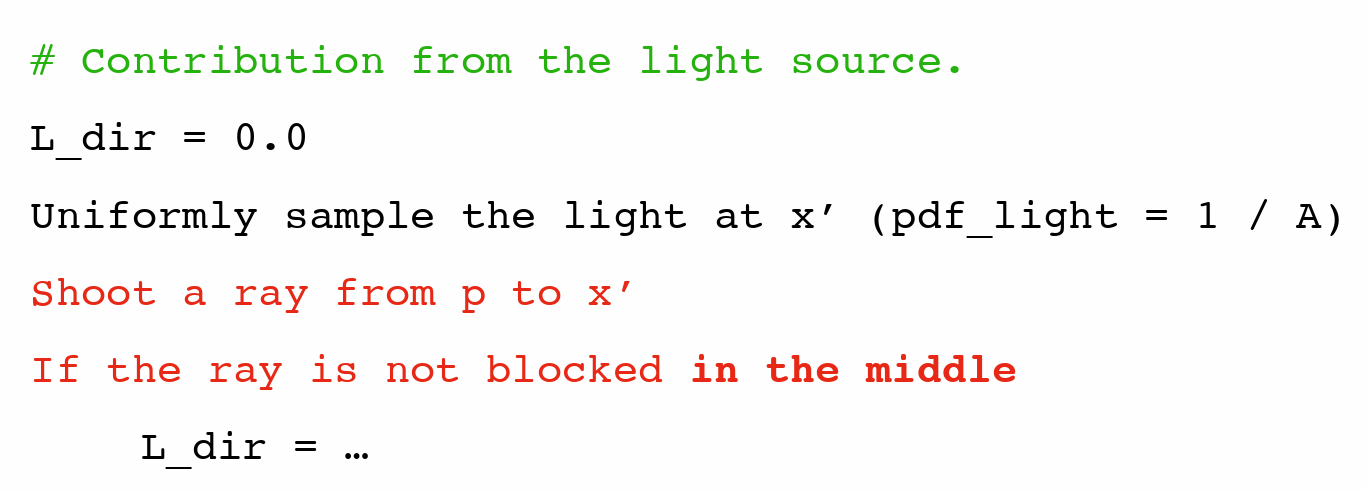 # Contribution from the light source.
L_dir = 0.0
Uniformly sample the light at x’ (pdf_light = 1 / A)
Shoot a ray from p to x’
If the ray is not blocked in the middle
L_dir = …